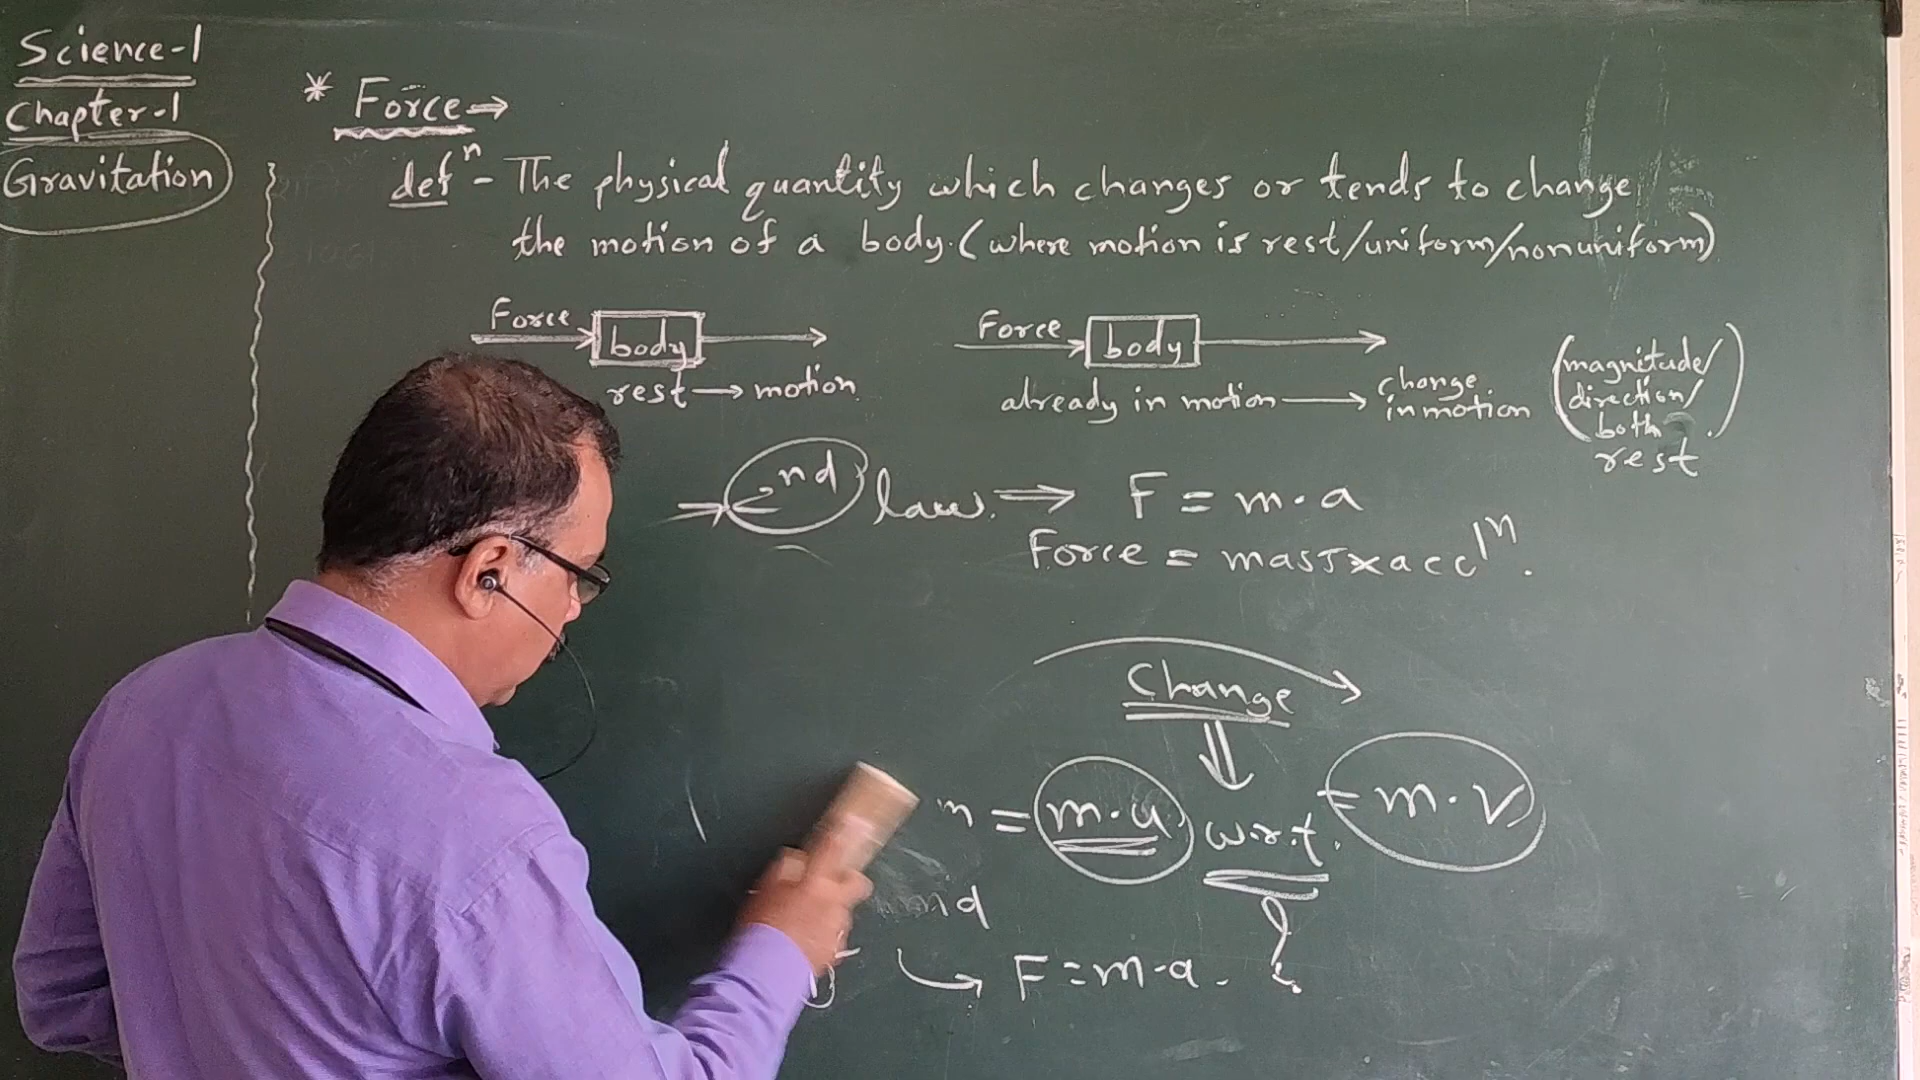 Science-1
Chapter-1
Gravitation
* Force→
defⁿ - The physical quantity which changes or tends to change
the motion of a body. (where motion is rest/uniform/nonuniform)
Force body
rest → motion
Force body
already in motion → change in motion (magnitude/direction/both.)
rest
→ nd law. ⇒ F = m·a
Force = mass×accⁿ.
Change
⇓
= m·u w.r.t. = m·v
F=m·a.